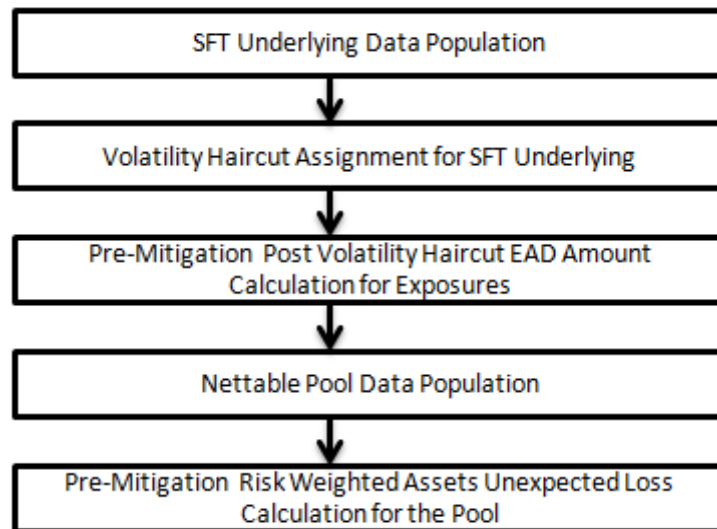 SFT Underlying Data Population
Volatility Haircut Assignment for SFT Underlying
Pre-Mitigation Post Volatility Haircut EAD Amount
Calculation for Exposures
Nettable Pool Data Population
Pre-Mitigation Risk Weighted Assets Unexpected Loss
Calculation for the Pool